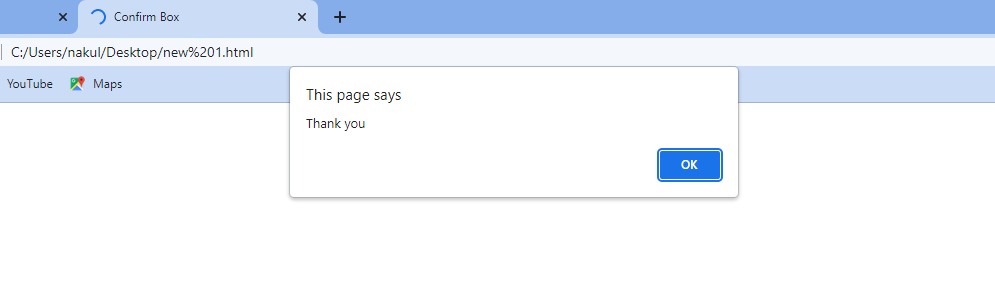 Confirm Box
C:/Users/nakul/Desktop/new%201.html
YouTube Maps
This page says
Thank you
OK